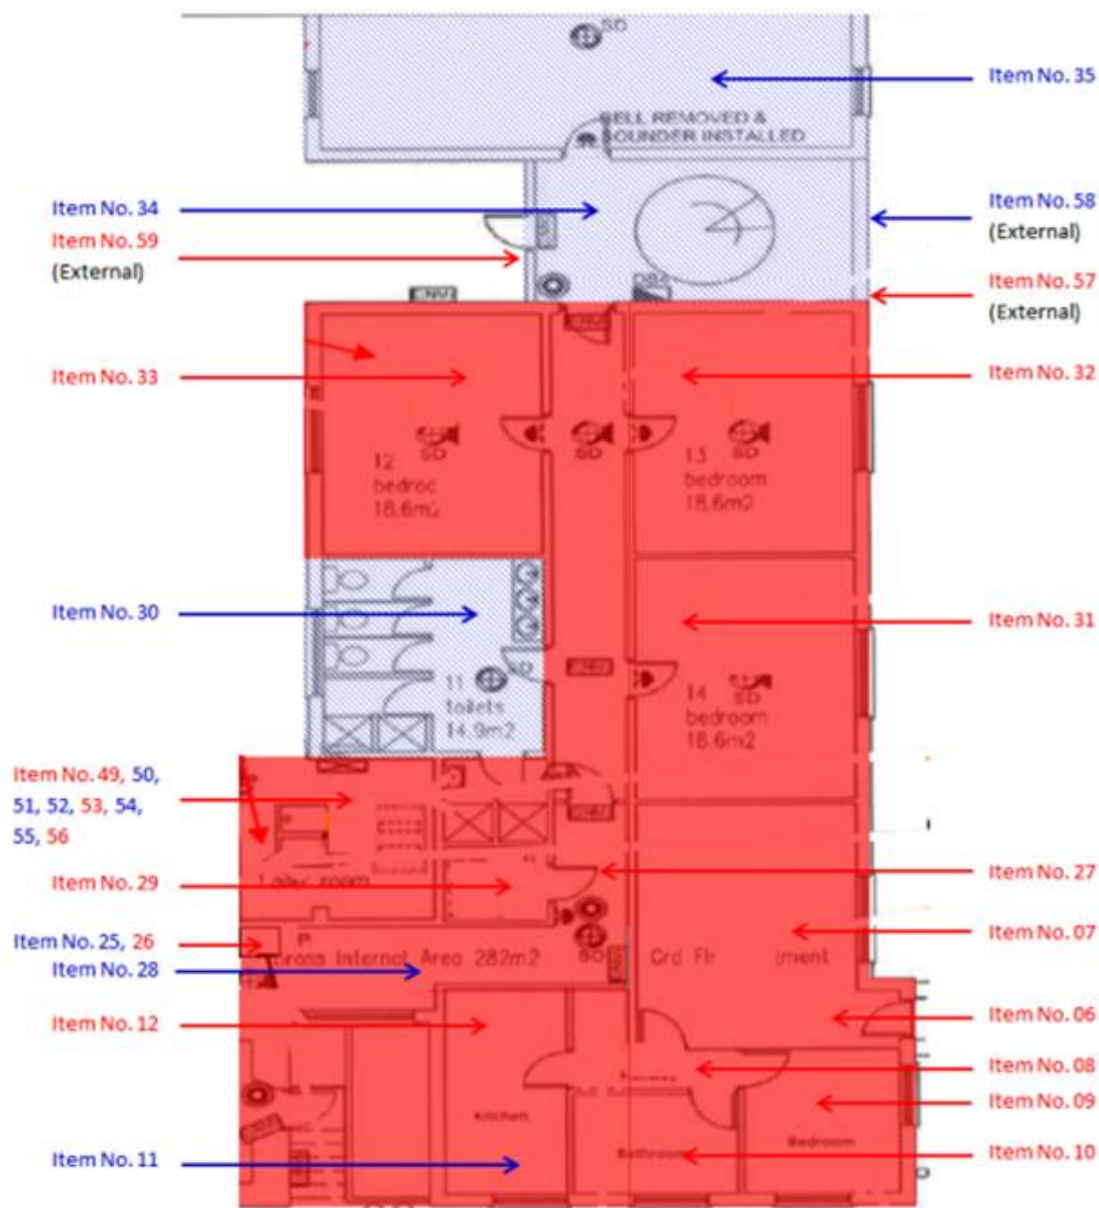 SD
Item No. 35
BELL REMOVED &
SOUNDER INSTALLED
Item No. 34
Item No. 58
(External)
Item No. 59
(External)
Item No. 57
(External)
Item No. 33
Item No. 32
SD
SD
SD
12
bedroc
18.6m2
13
bedroom
18.6m2
Item No. 30
Item No. 31
SD
11
toilets
14.9m2
SD
14
bedroom
18.6m2
Item No. 49, 50,
51, 52, 53, 54,
55, 56
room
Item No. 29
Item No. 27
Item No. 25, 26
Item No. 07
P
Item No. 28
Internal Area 282m2
SD
Grd Flr
Item No. 12
Item No. 06
Item No. 08
Item No. 09
Kitchen
Bedroom
Bathroom
Item No. 11
Item No. 10